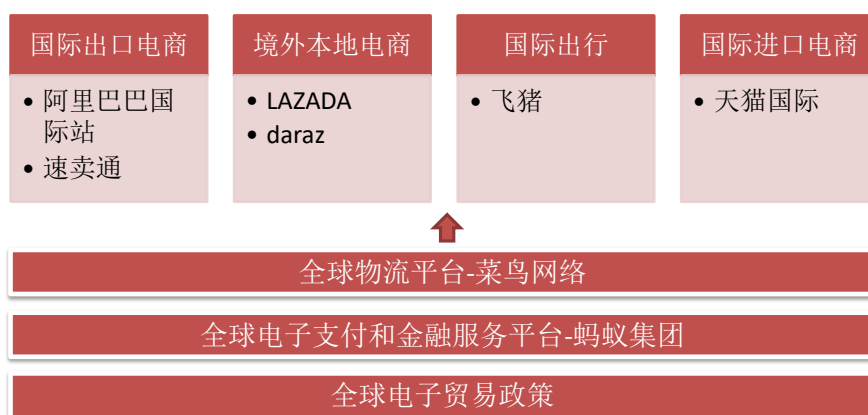 国际出口电商
• 阿里巴巴国
际站
• 速卖通
境外本地电商
• LAZADA
• daraz
国际出行
• 飞猪
国际进口电商
• 天猫国际
全球物流平台-菜鸟网络
全球电子支付和金融服务平台-蚂蚁集团
全球电子贸易政策